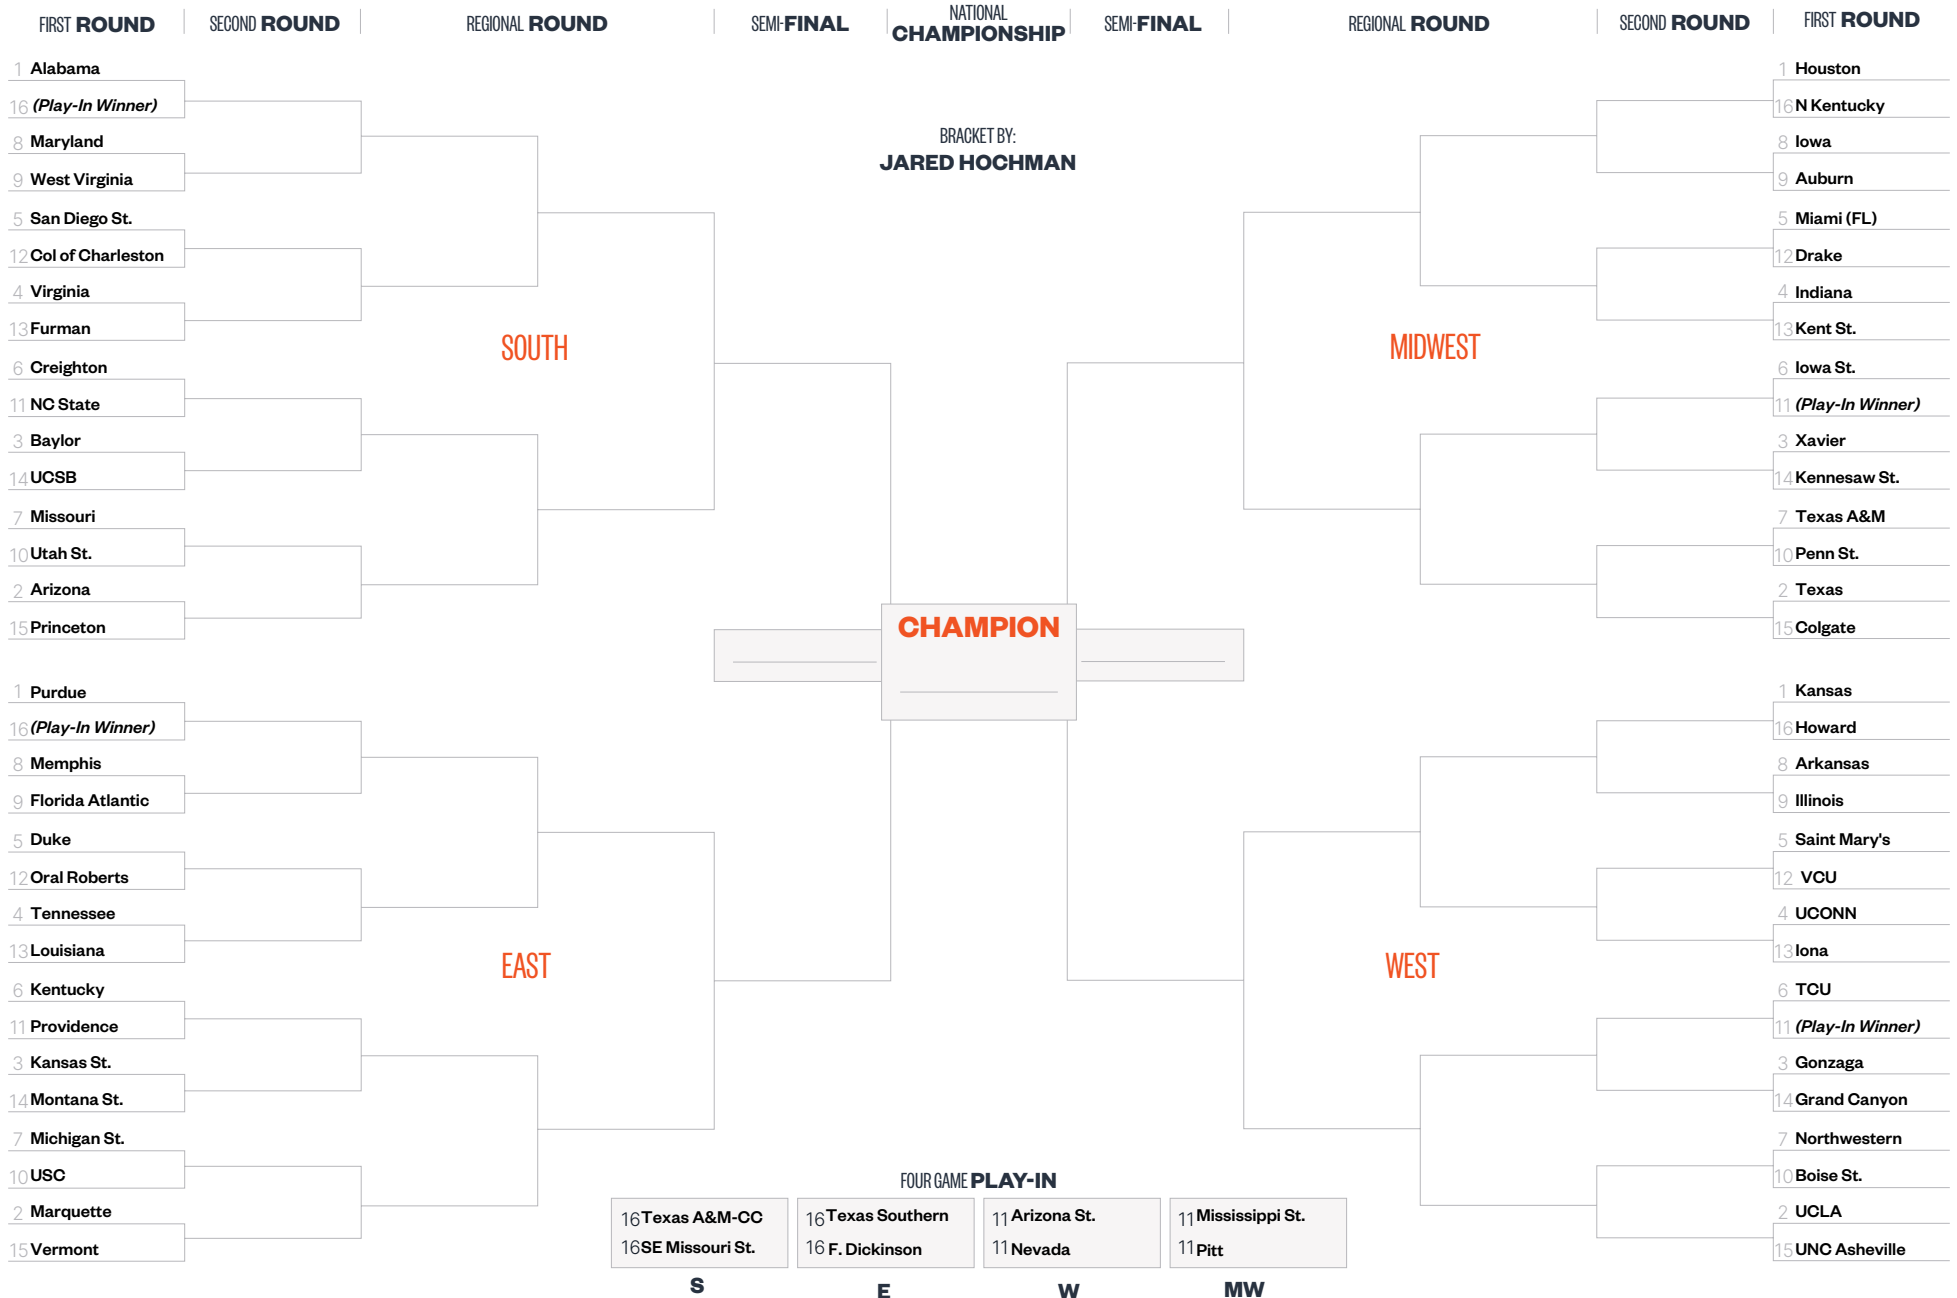 FIRST ROUND
SECOND ROUND
REGIONAL ROUND
SEMI-FINAL
NATIONAL
CHAMPIONSHIP
SEMI-FINAL
REGIONAL ROUND
SECOND ROUND
FIRST ROUND
BRACKET BY:
JARED HOCHMAN
1 Alabama
16 (Play-In Winner)
8 Maryland
9 West Virginia
5 San Diego St.
12 Col of Charleston
4 Virginia
13 Furman
SOUTH
6 Creighton
11 NC State
3 Baylor
14 UCSB
7 Missouri
10 Utah St.
2 Arizona
15 Princeton
1 Purdue
16 (Play-In Winner)
8 Memphis
9 Florida Atlantic
5 Duke
12 Oral Roberts
4 Tennessee
13 Louisiana
EAST
6 Kentucky
11 Providence
3 Kansas St.
14 Montana St.
7 Michigan St.
10 USC
2 Marquette
15 Vermont
CHAMPION
1 Houston
16 N Kentucky
8 Iowa
9 Auburn
5 Miami (FL)
12 Drake
4 Indiana
13 Kent St.
MIDWEST
6 Iowa St.
11 (Play-In Winner)
3 Xavier
14 Kennesaw St.
7 Texas A&M
10 Penn St.
2 Texas
15 Colgate
1 Kansas
16 Howard
8 Arkansas
9 Illinois
5 Saint Mary's
12 VCU
4 UCONN
13 Iona
WEST
6 TCU
11 (Play-In Winner)
3 Gonzaga
14 Grand Canyon
7 Northwestern
10 Boise St.
2 UCLA
15 UNC Asheville
FOUR GAME PLAY-IN
16 Texas A&M-CC
16 SE Missouri St.
S
16 Texas Southern
16 F. Dickinson
E
11 Arizona St.
11 Nevada
W
11 Mississippi St.
11 Pitt
MW